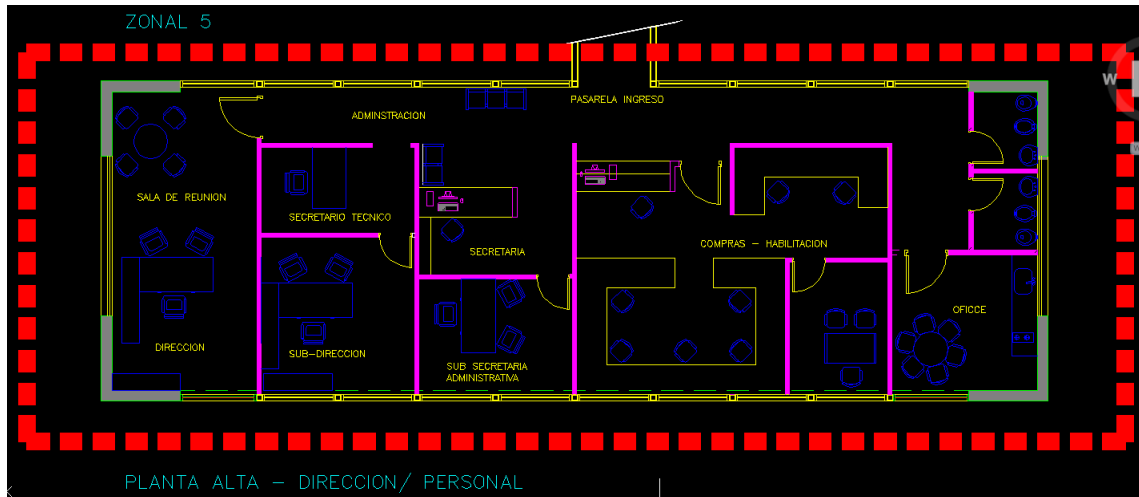 ZONAL 5
W
PASARELA INGRESO
ADMINSTRACION
SALA DE REUNION
SECRETARIO TECNICO
SECRETARIA
COMPRAS - HABILITACION
OFICCE
DIRECCION
SUB-DIRECCION
SUB SECRETARIA
ADMINISTRATIVA
PLANTA ALTA - DIRECCION/ PERSONAL